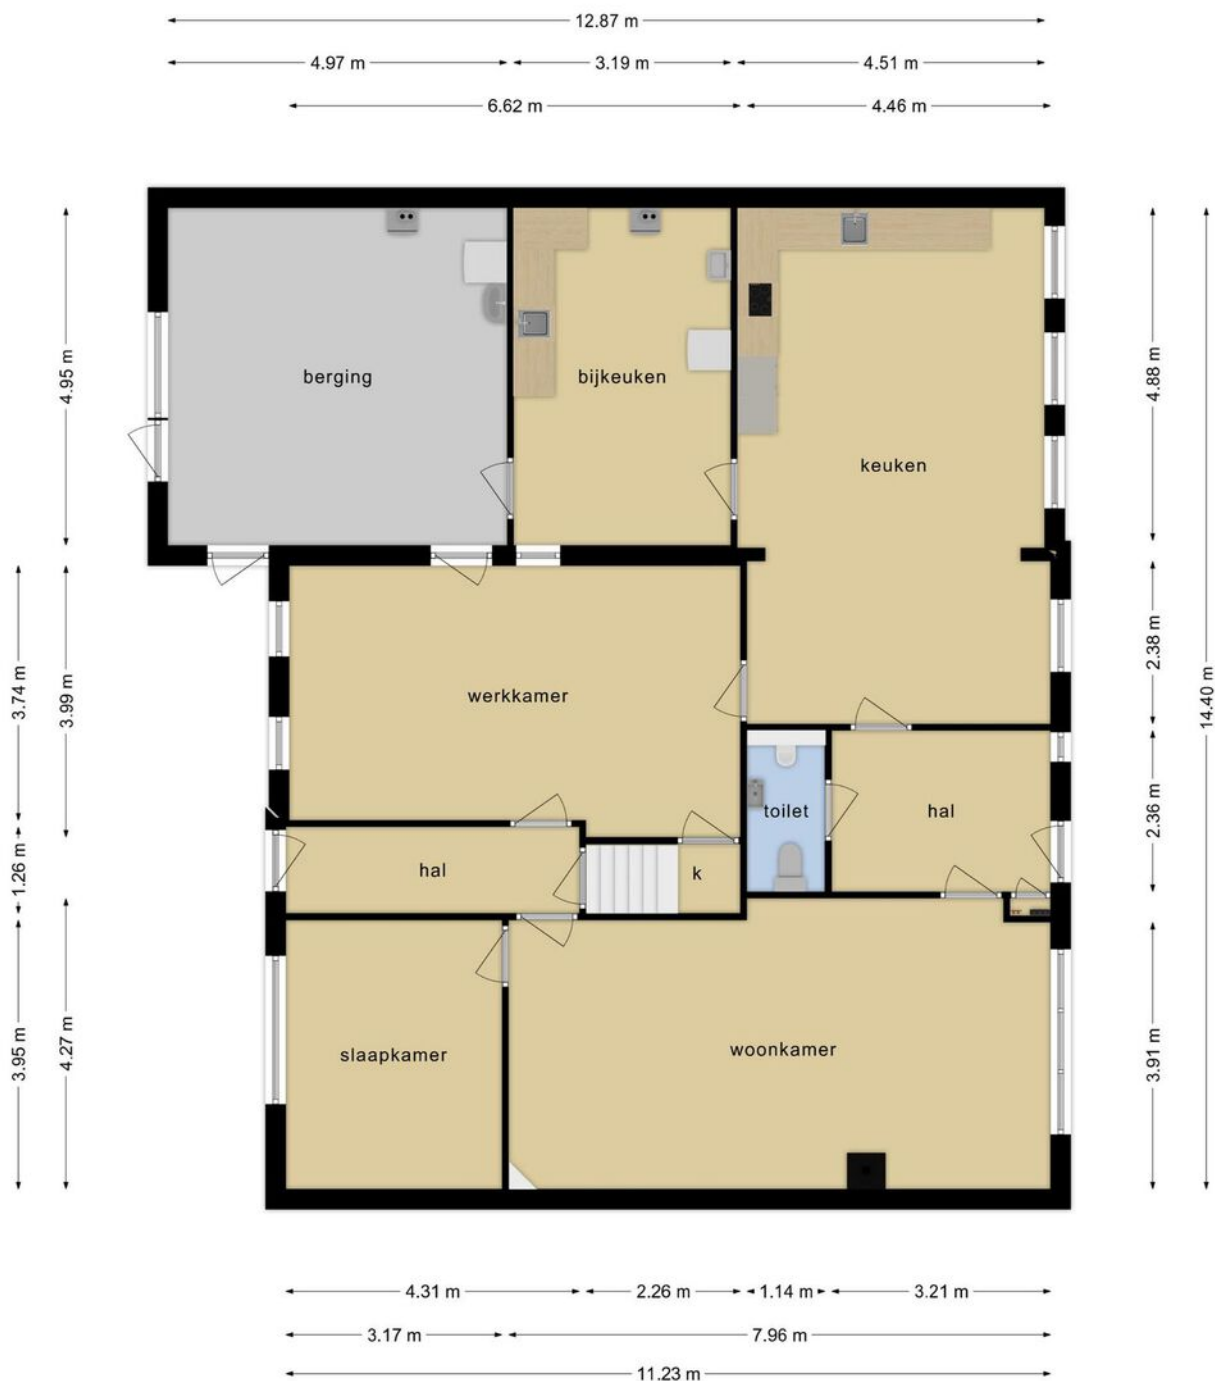 12.87 m
4.97 m 3.19 m 4.51 m
6.62 m 4.46 m
berging
bijkeuken
keuken
4.95 m
4.88 m
werkkamer
3.74 m
3.99 m
2.38 m
14.40 m
toilet
hal
2.36 m
hal
k
1.26 m
slaapkamer
woonkamer
3.95 m
4.27 m
3.91 m
4.31 m 2.26 m 1.14 m 3.21 m
3.17 m 7.96 m
11.23 m